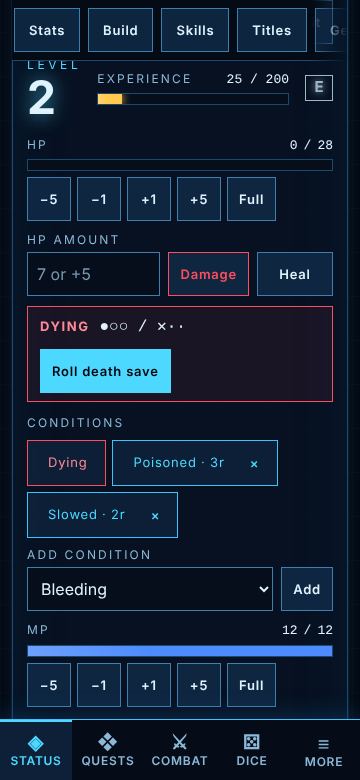 Stats Build Skills Titles
LEVEL
2 EXPERIENCE 25 / 200 E
HP 0 / 28
−5 −1 +1 +5 Full
HP AMOUNT
7 or +5 Damage Heal
DYING ●○○ / ×··
Roll death save
CONDITIONS
Dying Poisoned · 3r ×
Slowed · 2r ×
ADD CONDITION
Bleeding Add
MP 12 / 12
−5 −1 +1 +5 Full
STATUS QUESTS COMBAT DICE MORE